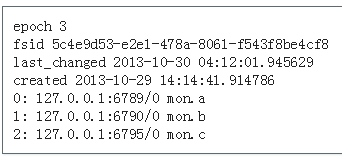 epoch 3
fsid 5c4e9d53-e2e1-478a-8061-f543f8be4cf8
last_changed 2013-10-30 04:12:01.945629
created 2013-10-29 14:14:41.914786
0: 127.0.0.1:6789/0 mon.a
1: 127.0.0.1:6790/0 mon.b
2: 127.0.0.1:6795/0 mon.c